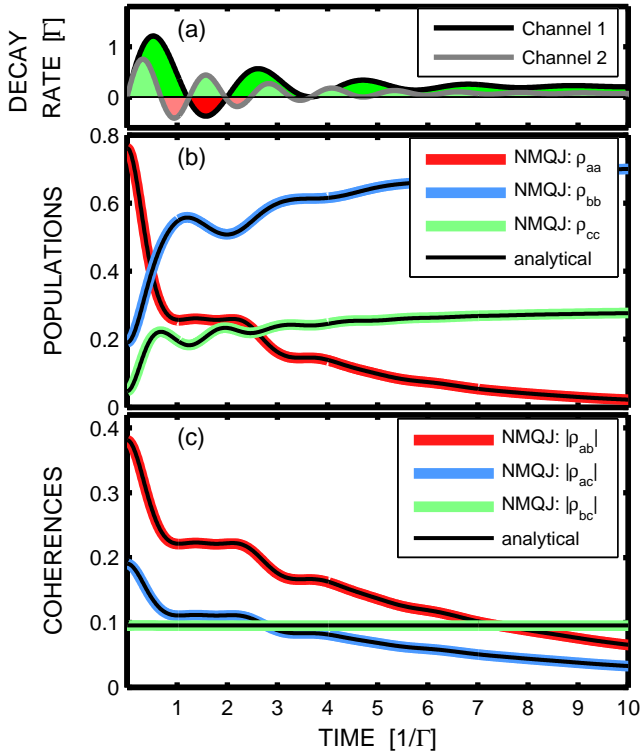 (a)
DECAY
RATE [Γ]
1
0
Channel 1
Channel 2
(b)
POPULATIONS
0.8
0.6
0.4
0.2
0
NMQJ: ρaa
NMQJ: ρbb
NMQJ: ρcc
analytical
(c)
COHERENCES
0.4
0.3
0.2
0.1
0
NMQJ: |ρab|
NMQJ: |ρac|
NMQJ: |ρbc|
analytical
1 2 3 4 5 6 7 8 9 10
TIME [1/Γ]